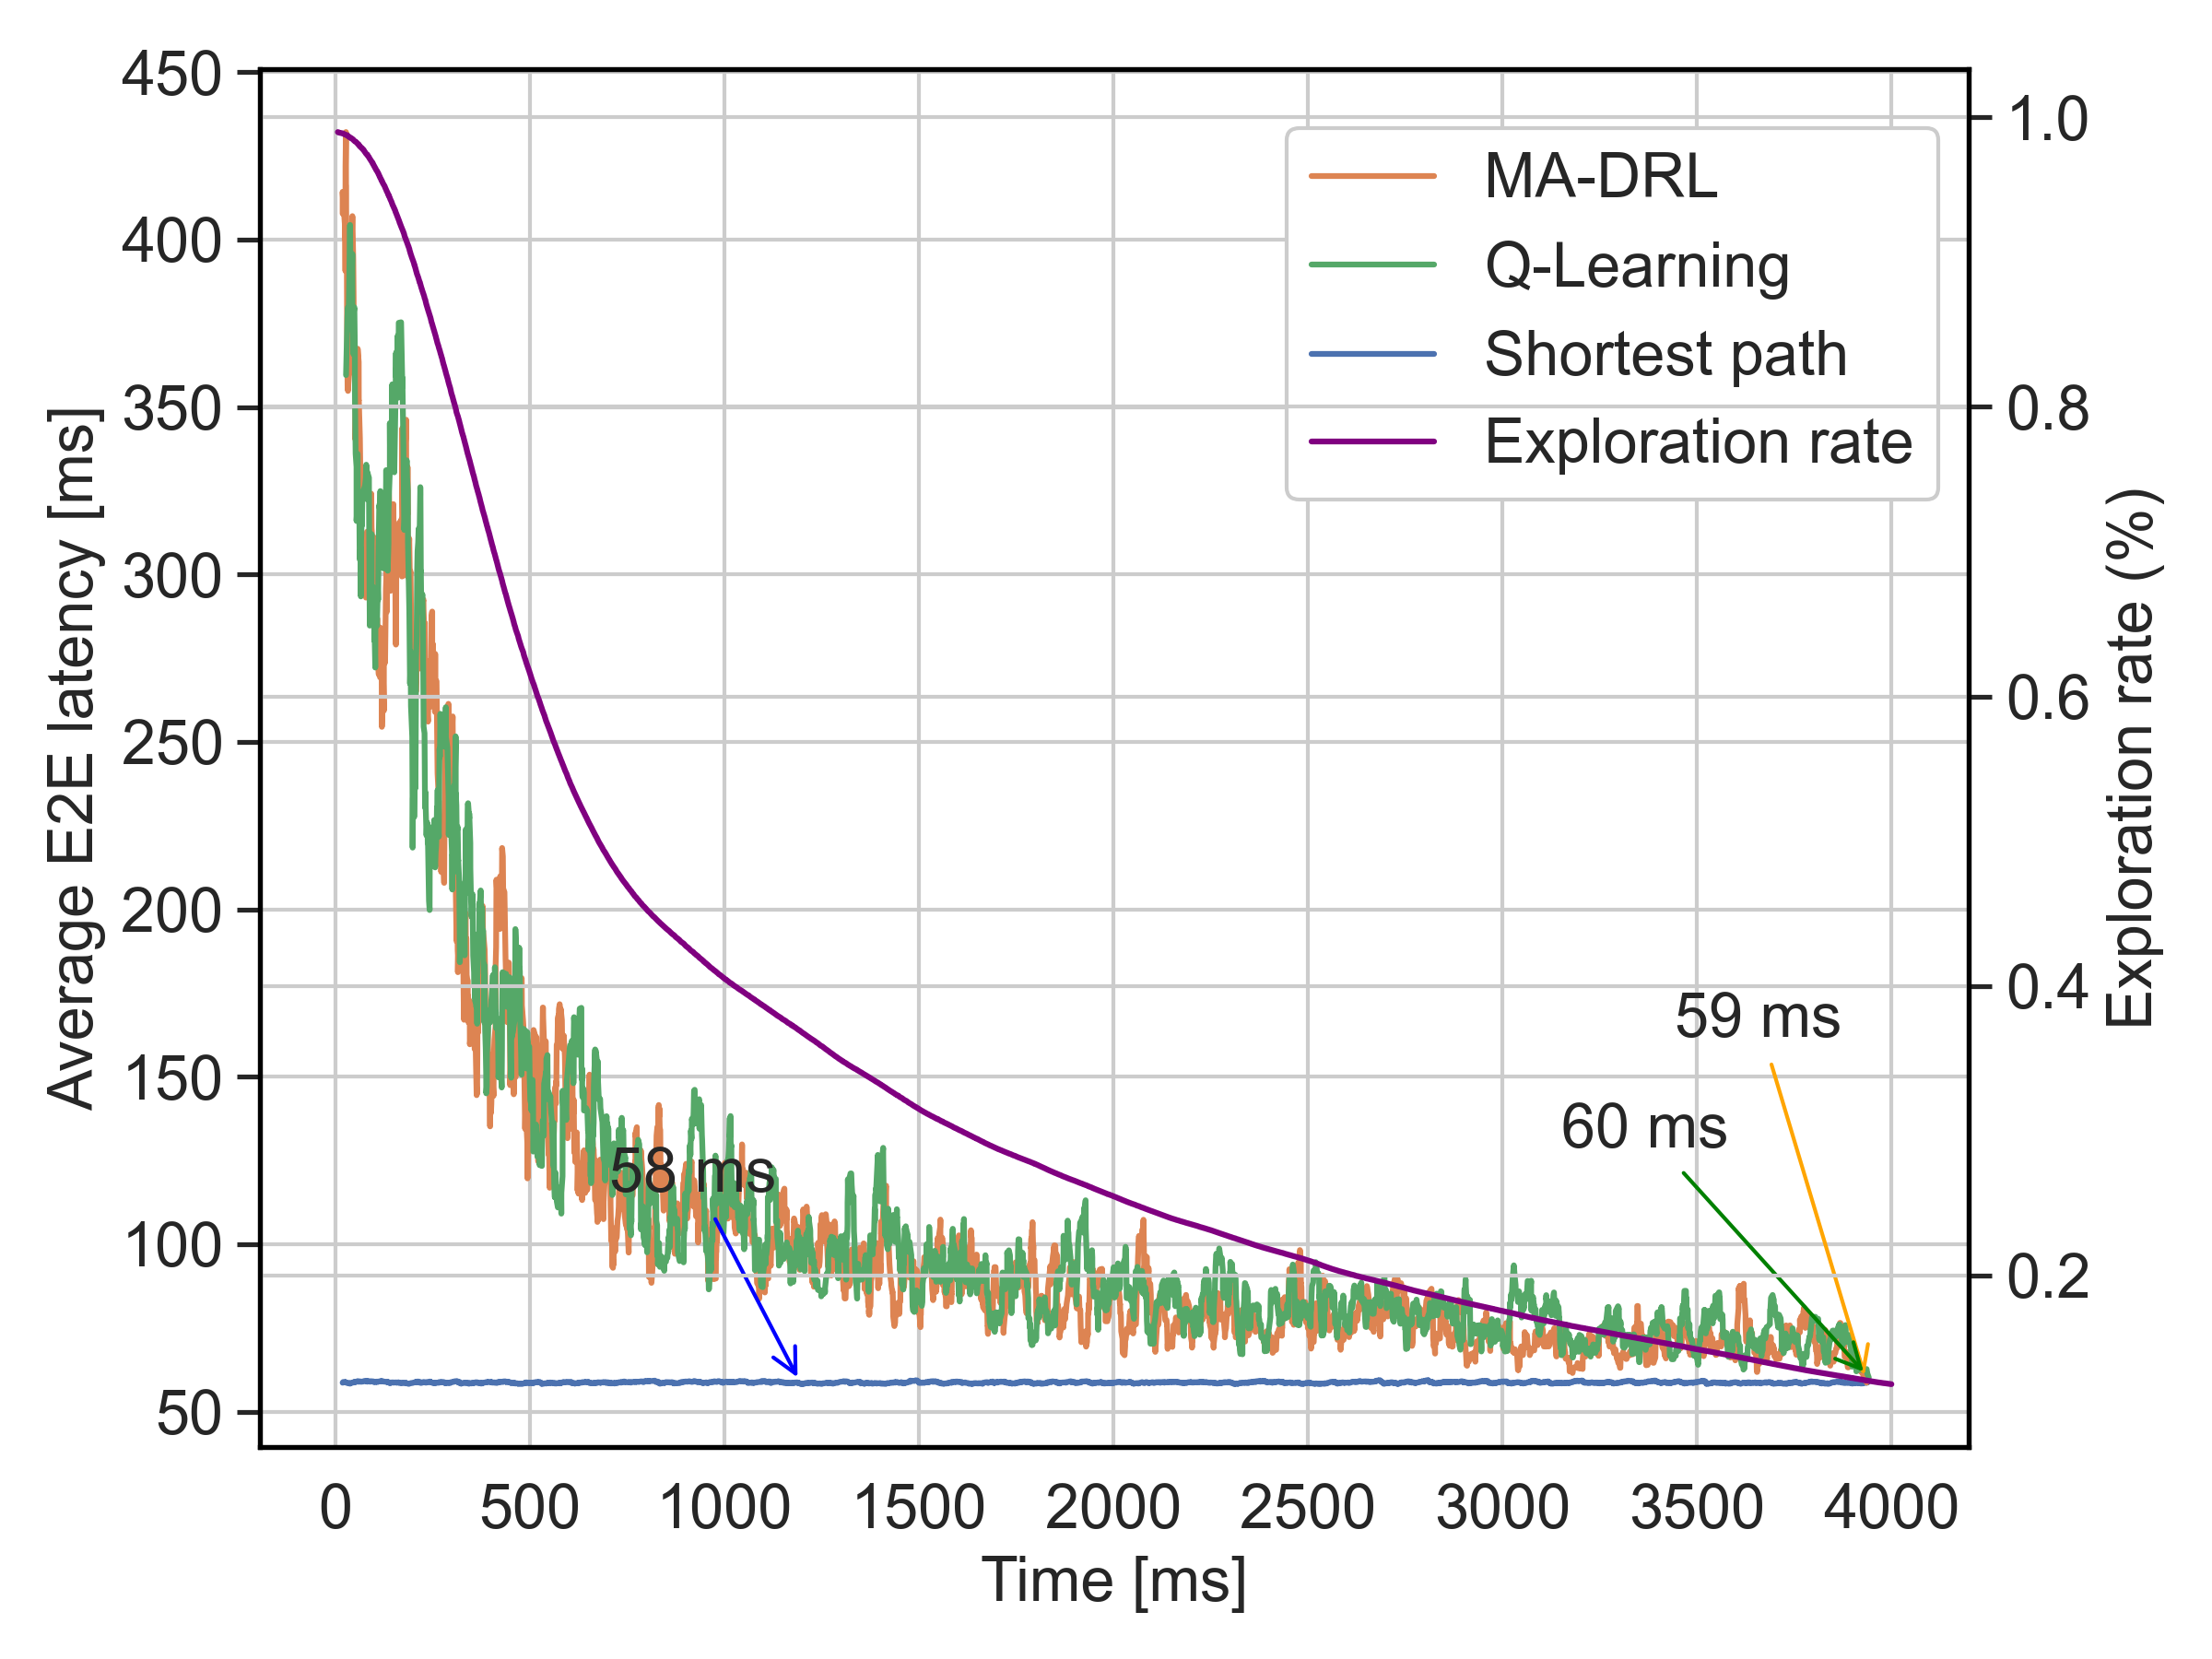 450
400
350
300
250
200
150
100
50
Average E2E latency [ms]
MA-DRL
Q-Learning
Shortest path
Exploration rate
58 ms
59 ms
60 ms
1.0
0.8
0.6
0.4
0.2
Exploration rate (%)
0 500 1000 1500 2000 2500 3000 3500 4000
Time [ms]